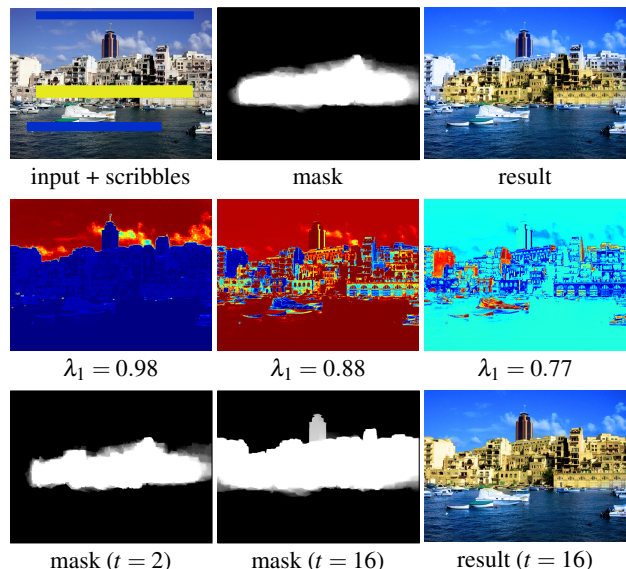 input + scribbles mask result
λ₁ = 0.98 λ₁ = 0.88 λ₁ = 0.77
mask (t = 2) mask (t = 16) result (t = 16)